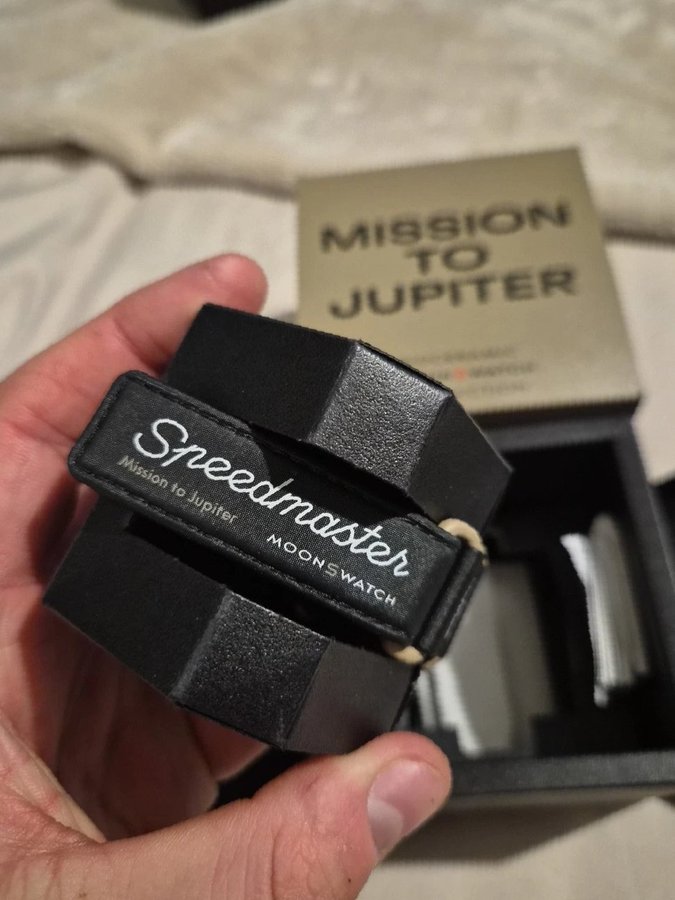 MISSION
TO
JUPITER
Speedmaster
Mission to Jupiter
MOONSWATCH